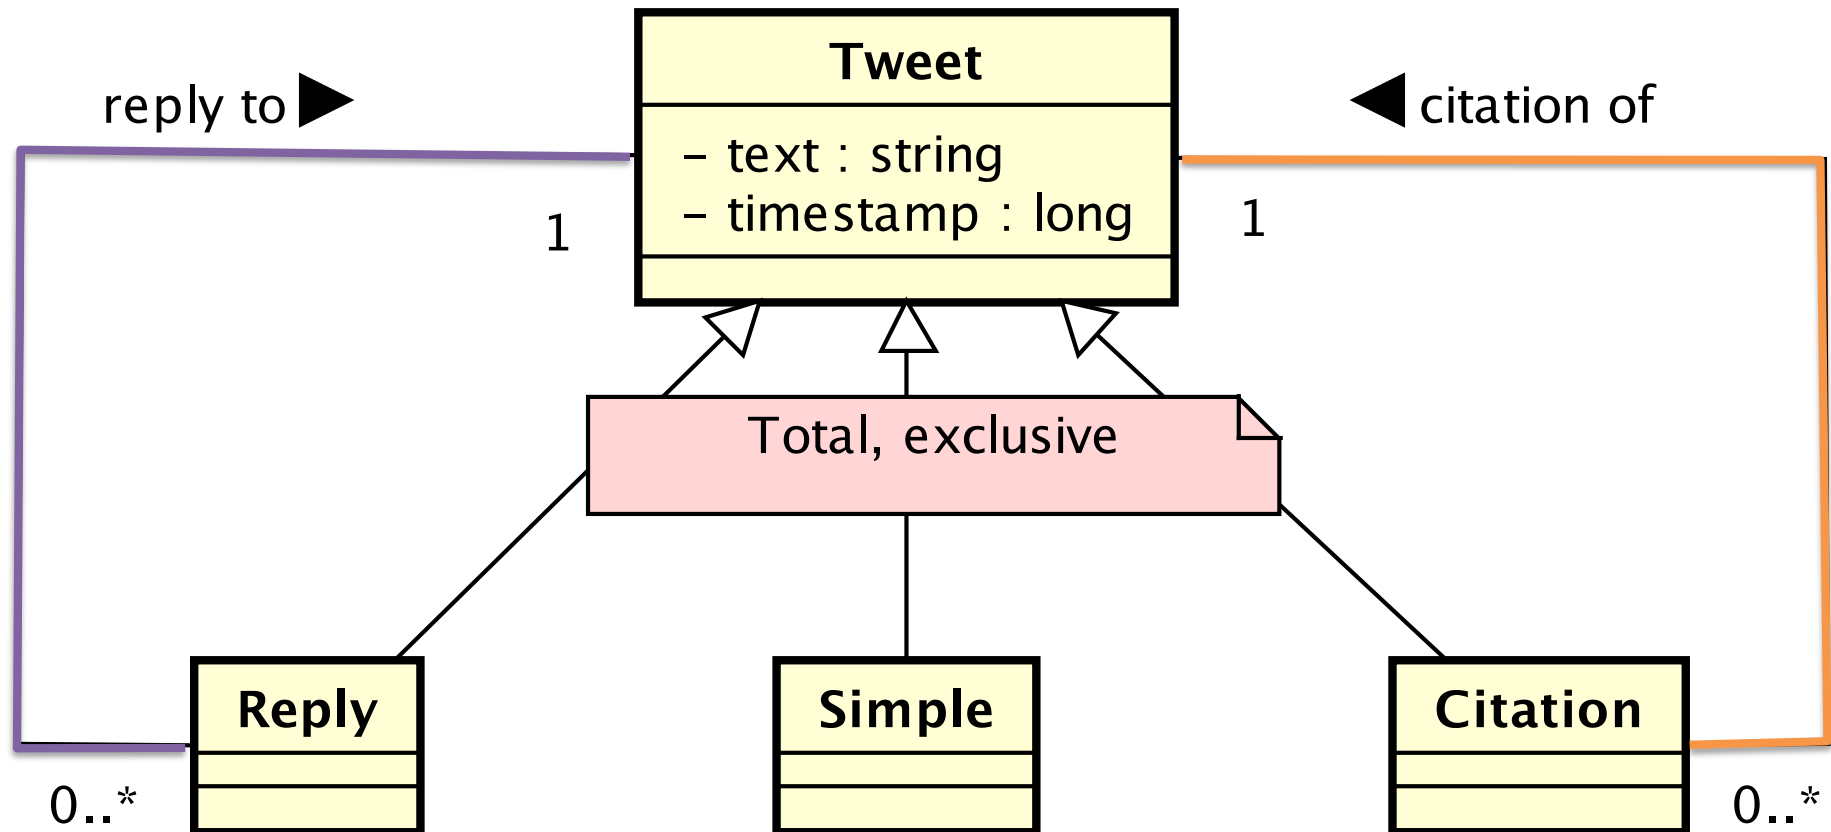 Tweet
reply to
citation of
– text : string
– timestamp : long
1
1
Total, exclusive
Reply
Simple
Citation
0..*
0..*